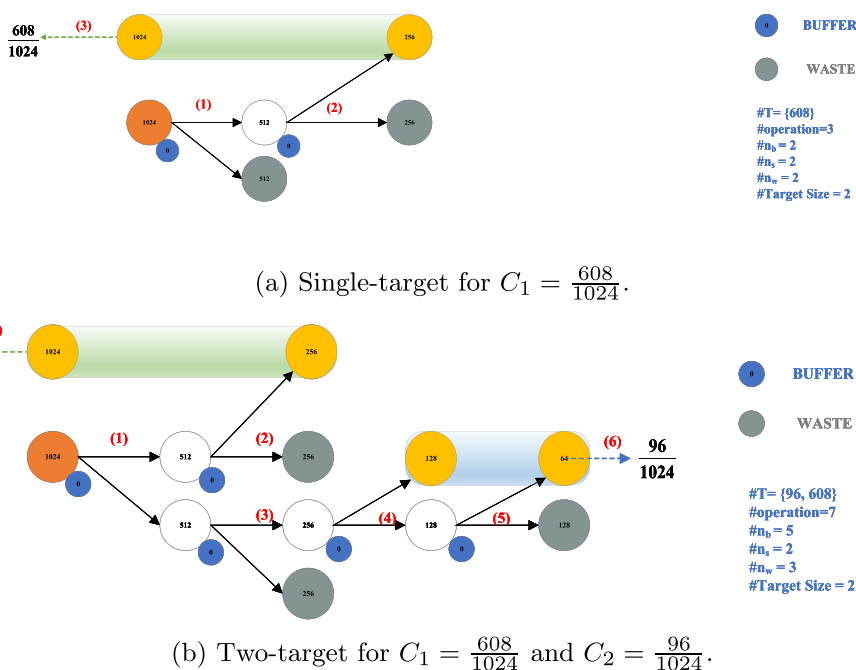 608
1024
(3)
1024
256
0
BUFFER
WASTE
(1)
(2)
1024
512
256
0
0
512
#T= {608}
#operation=3
#n_b = 2
#n_s = 2
#n_w = 2
#Target Size = 2
(a) Single-target for C_1 = 608/1024.
1024
256
0
BUFFER
WASTE
(1)
(2)
1024
512
256
0
0
128
64
(6)
96
1024
512
(3)
256
(4)
128
(5)
128
0
0
0
256
#T= {96, 608}
#operation=7
#n_b = 5
#n_s = 2
#n_w = 3
#Target Size = 2
(b) Two-target for C_1 = 608/1024 and C_2 = 96/1024.